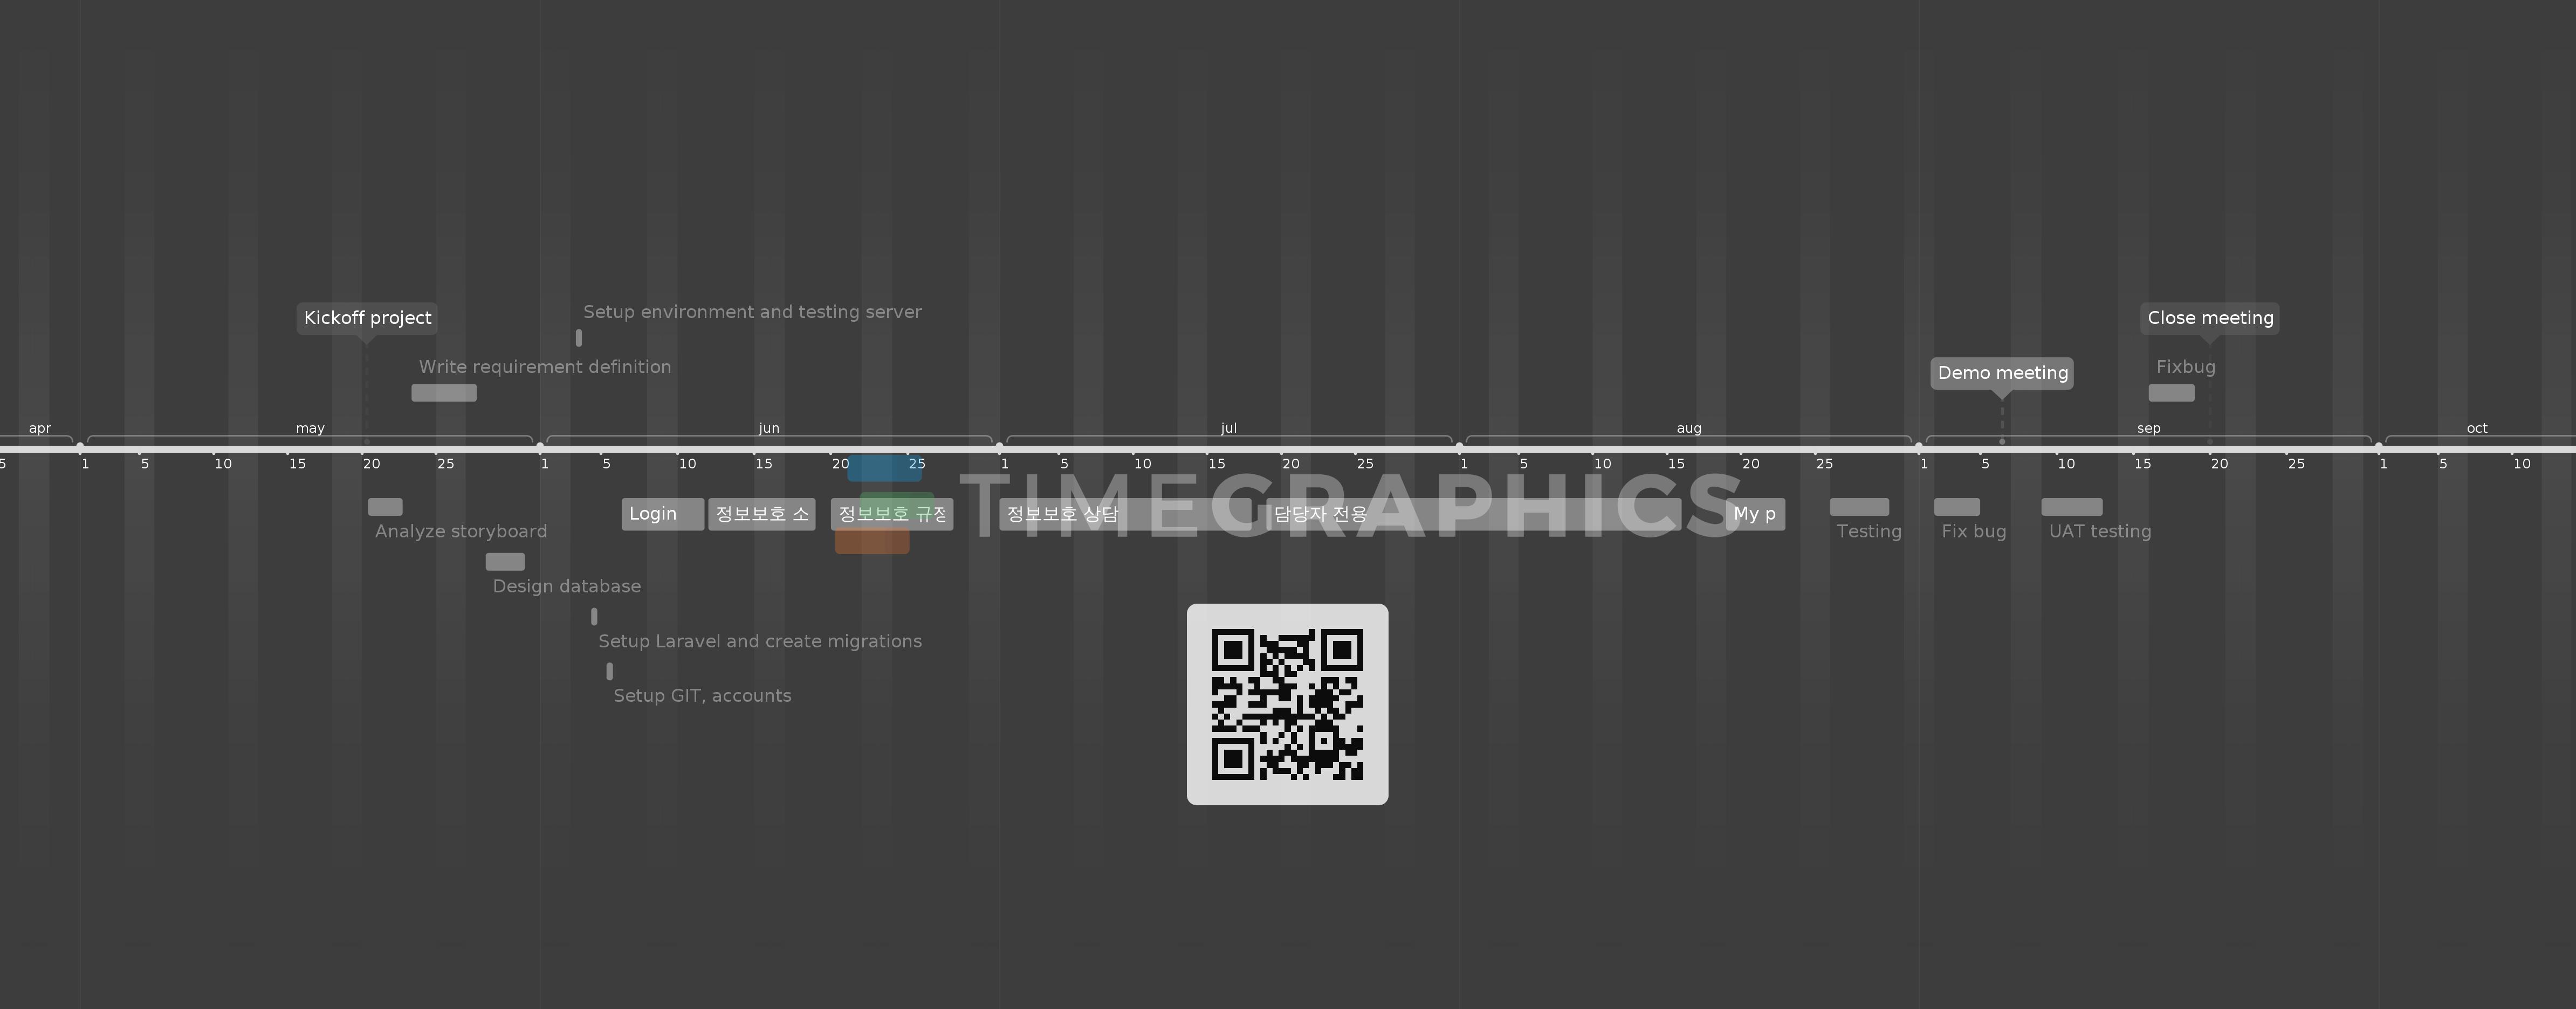 Setup environment and testing server
Kickoff project
Close meeting
Write requirement definition
Fixbug
Demo meeting
apr may jun jul aug sep oct
5 1 5 10 15 20 25 1 5 10 15 20 25 1 5 10 15 20 25 1 5 10 15 20 25 1 5 10 15 20 25 1 5 10
TIMEGRAPHICS
Login 정보보호 소 정보보호 규정 정보보호 상담 담당자 전용 My p
Analyze storyboard Testing Fix bug UAT testing
Design database
Setup Laravel and create migrations
Setup GIT, accounts